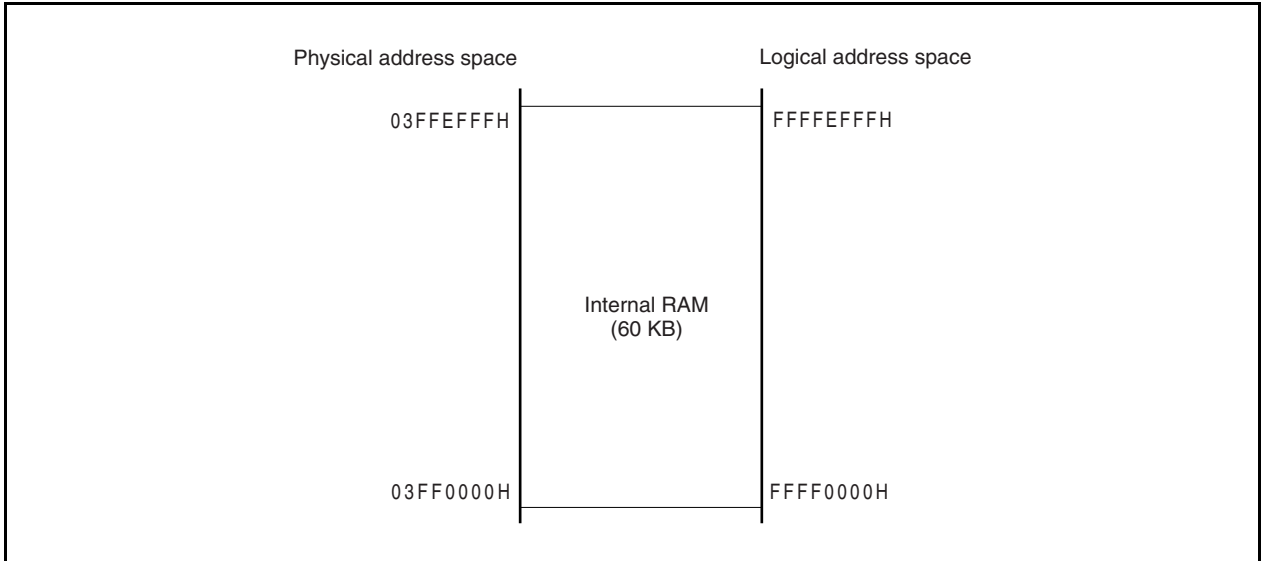 Physical address space
Logical address space
03FFEFFFH
FFFFEFFFH
Internal RAM
(60 KB)
03FF0000H
FFFF0000H